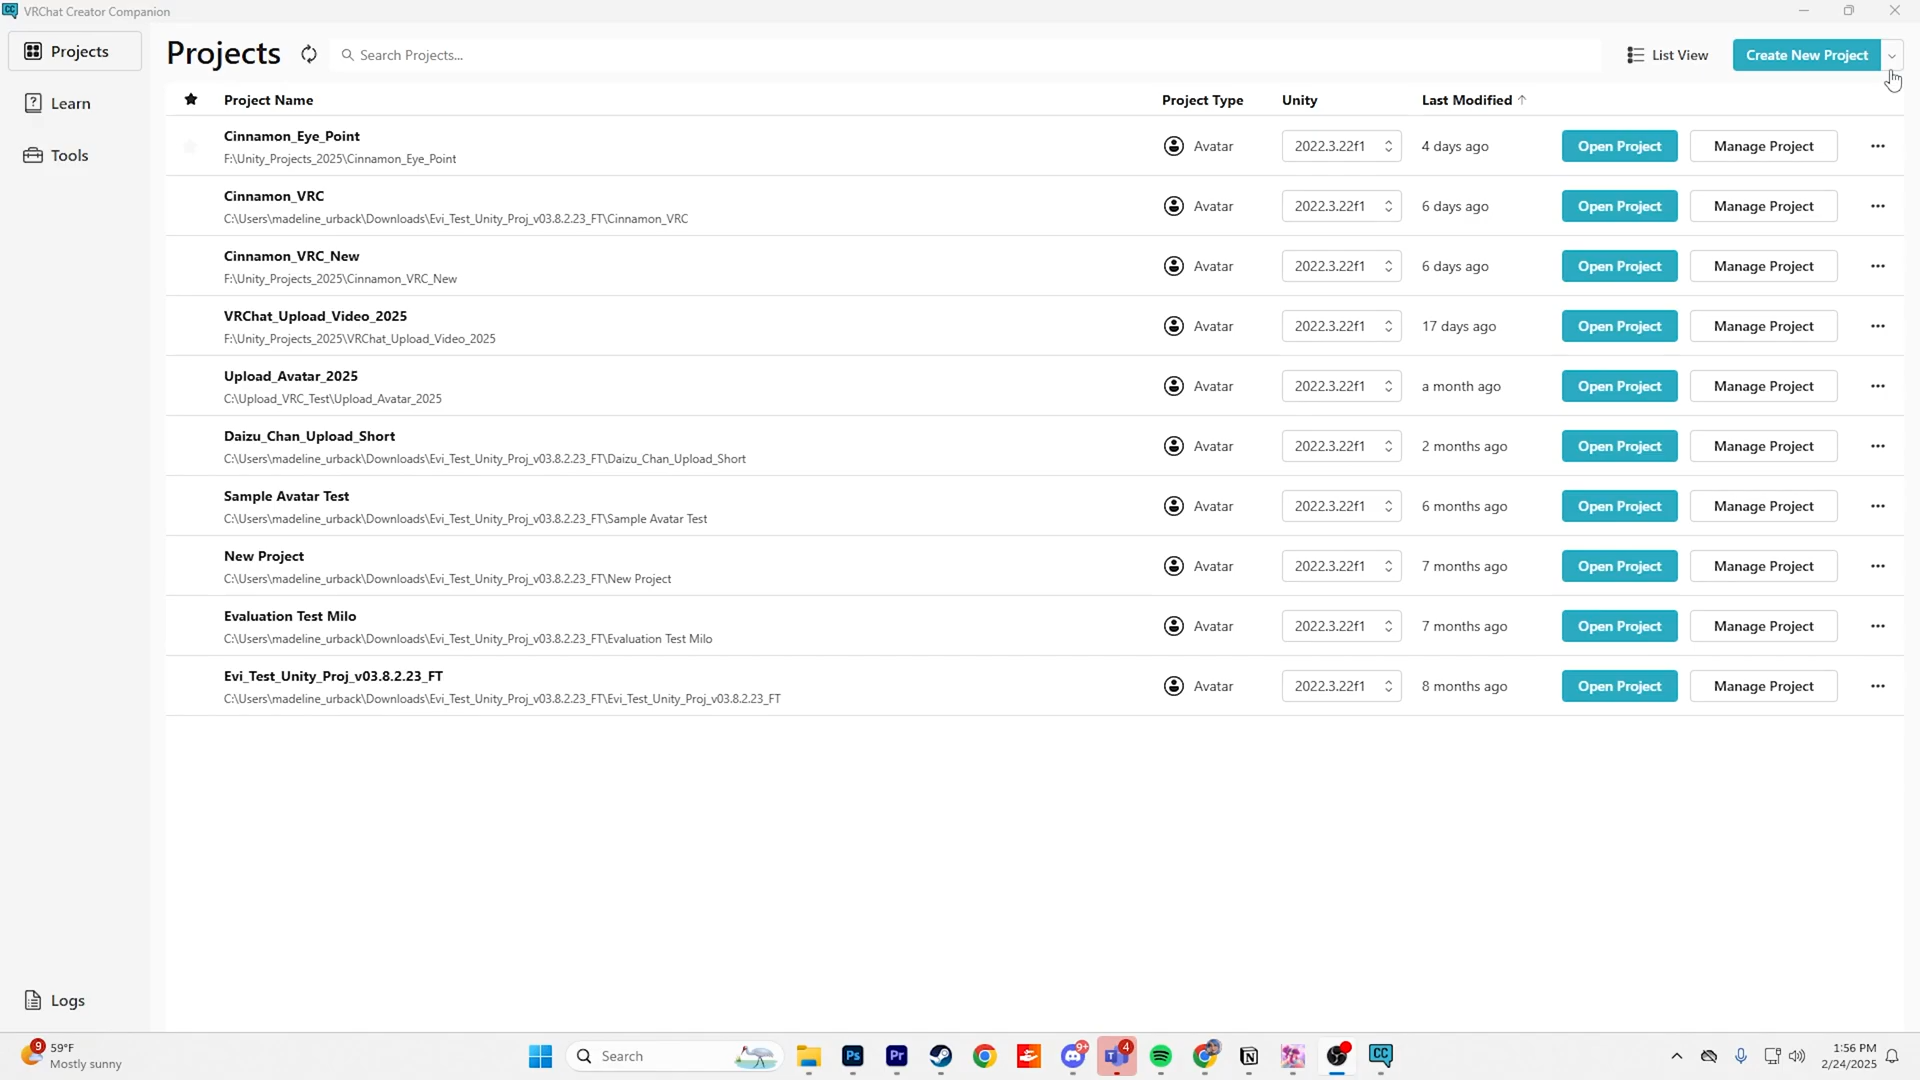 VRChat Creator Companion
Projects
Learn
Tools
Logs
Projects
Search Projects...
List View
Create New Project
Project Name Project Type Unity Last Modified
Cinnamon_Eye_Point
F:\Unity_Projects_2025\Cinnamon_Eye_Point
Avatar 2022.3.22f1 4 days ago Open Project Manage Project
Cinnamon_VRC
C:\Users\madeline_urback\Downloads\Evi_Test_Unity_Proj_v03.8.2.23_FT\Cinnamon_VRC
Avatar 2022.3.22f1 6 days ago Open Project Manage Project
Cinnamon_VRC_New
F:\Unity_Projects_2025\Cinnamon_VRC_New
Avatar 2022.3.22f1 6 days ago Open Project Manage Project
VRChat_Upload_Video_2025
F:\Unity_Projects_2025\VRChat_Upload_Video_2025
Avatar 2022.3.22f1 17 days ago Open Project Manage Project
Upload_Avatar_2025
C:\Upload_VRC_Test\Upload_Avatar_2025
Avatar 2022.3.22f1 a month ago Open Project Manage Project
Daizu_Chan_Upload_Short
C:\Users\madeline_urback\Downloads\Evi_Test_Unity_Proj_v03.8.2.23_FT\Daizu_Chan_Upload_Short
Avatar 2022.3.22f1 2 months ago Open Project Manage Project
Sample Avatar Test
C:\Users\madeline_urback\Downloads\Evi_Test_Unity_Proj_v03.8.2.23_FT\Sample Avatar Test
Avatar 2022.3.22f1 6 months ago Open Project Manage Project
New Project
C:\Users\madeline_urback\Downloads\Evi_Test_Unity_Proj_v03.8.2.23_FT\New Project
Avatar 2022.3.22f1 7 months ago Open Project Manage Project
Evaluation Test Milo
C:\Users\madeline_urback\Downloads\Evi_Test_Unity_Proj_v03.8.2.23_FT\Evaluation Test Milo
Avatar 2022.3.22f1 7 months ago Open Project Manage Project
Evi_Test_Unity_Proj_v03.8.2.23_FT
C:\Users\madeline_urback\Downloads\Evi_Test_Unity_Proj_v03.8.2.23_FT\Evi_Test_Unity_Proj_v03.8.2.23_FT
Avatar 2022.3.22f1 8 months ago Open Project Manage Project
9
59°F
Mostly sunny
Search
Ps
Pr
9+
4
CC
1:56 PM
2/24/2025